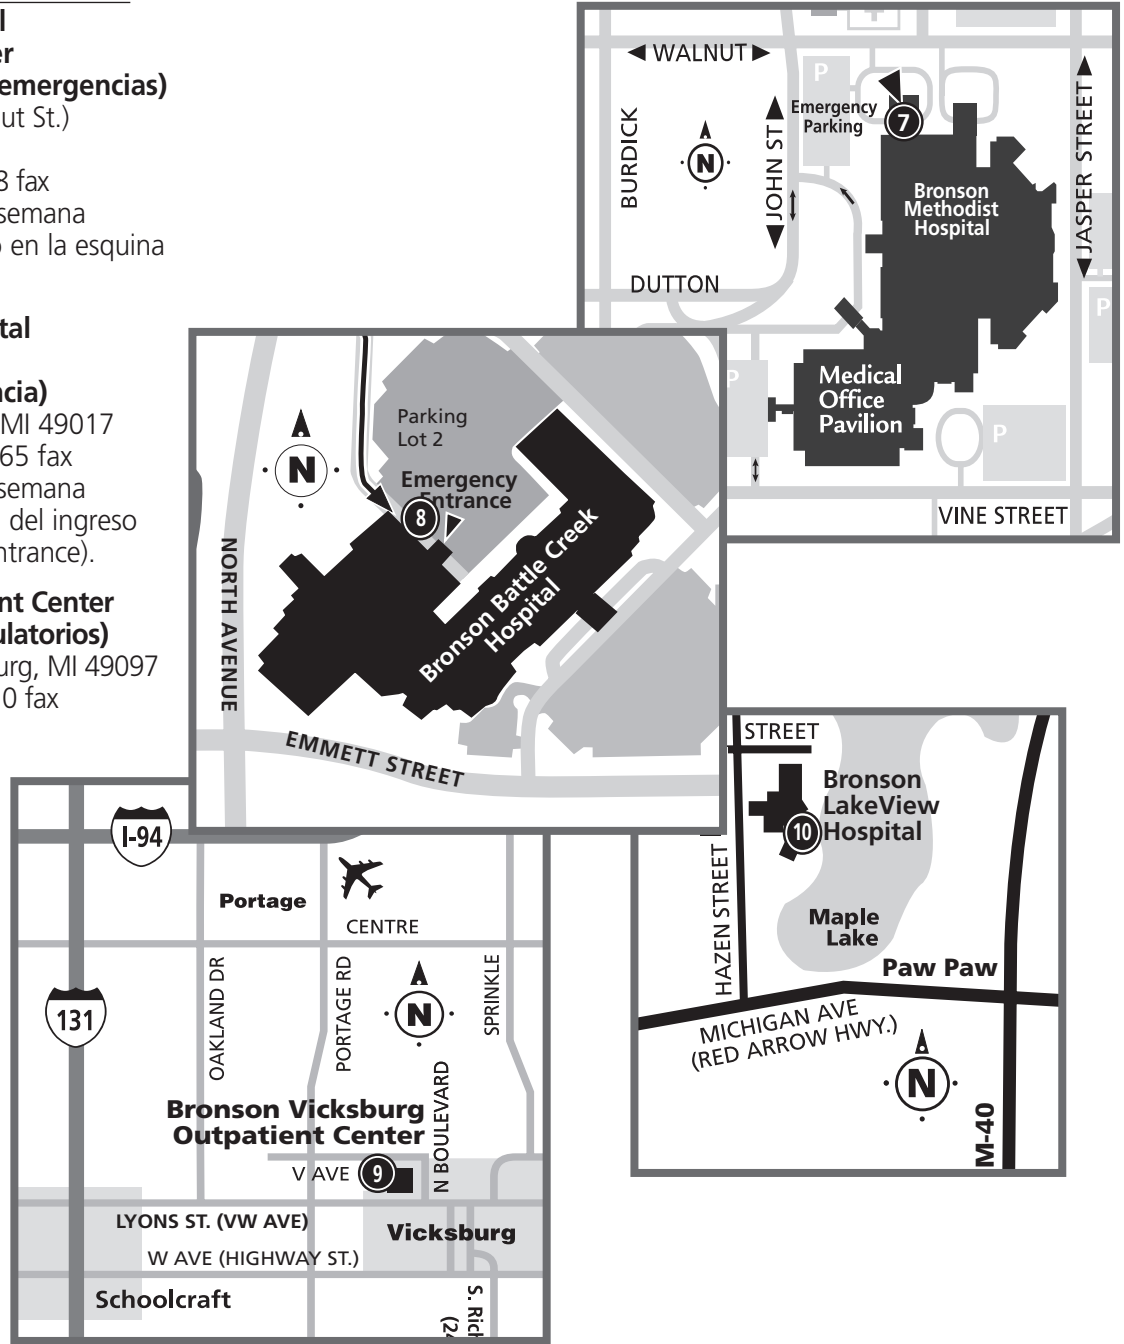 l
er
emergencias)
ut St.)
8 fax
semana
o en la esquina
tal
ncia)
MI 49017
65 fax
semana
del ingreso
ntrance).
nt Center
ulatorios)
urg, MI 49097
0 fax
WALNUT
P
Emergency
Parking
7
BURDICK
N
JOHN ST
JASPER STREET
Bronson
Methodist
Hospital
DUTTON
P
P
Medical
Office
Pavilion
P
VINE STREET
Parking
Lot 2
N
Emergency
Entrance
8
NORTH AVENUE
Bronson Battle Creek
Hospital
EMMETT STREET
STREET
Bronson
LakeView
Hospital
10
HAZEN STREET
Maple
Lake
Paw Paw
MICHIGAN AVE
(RED ARROW HWY.)
N
M-40
I-94
Portage
CENTRE
131
OAKLAND DR
PORTAGE RD
N
SPRINKLE
Bronson Vicksburg
Outpatient Center
N BOULEVARD
V AVE
9
LYONS ST. (VW AVE)
Vicksburg
W AVE (HIGHWAY ST.)
Schoolcraft
S. Rich
(24